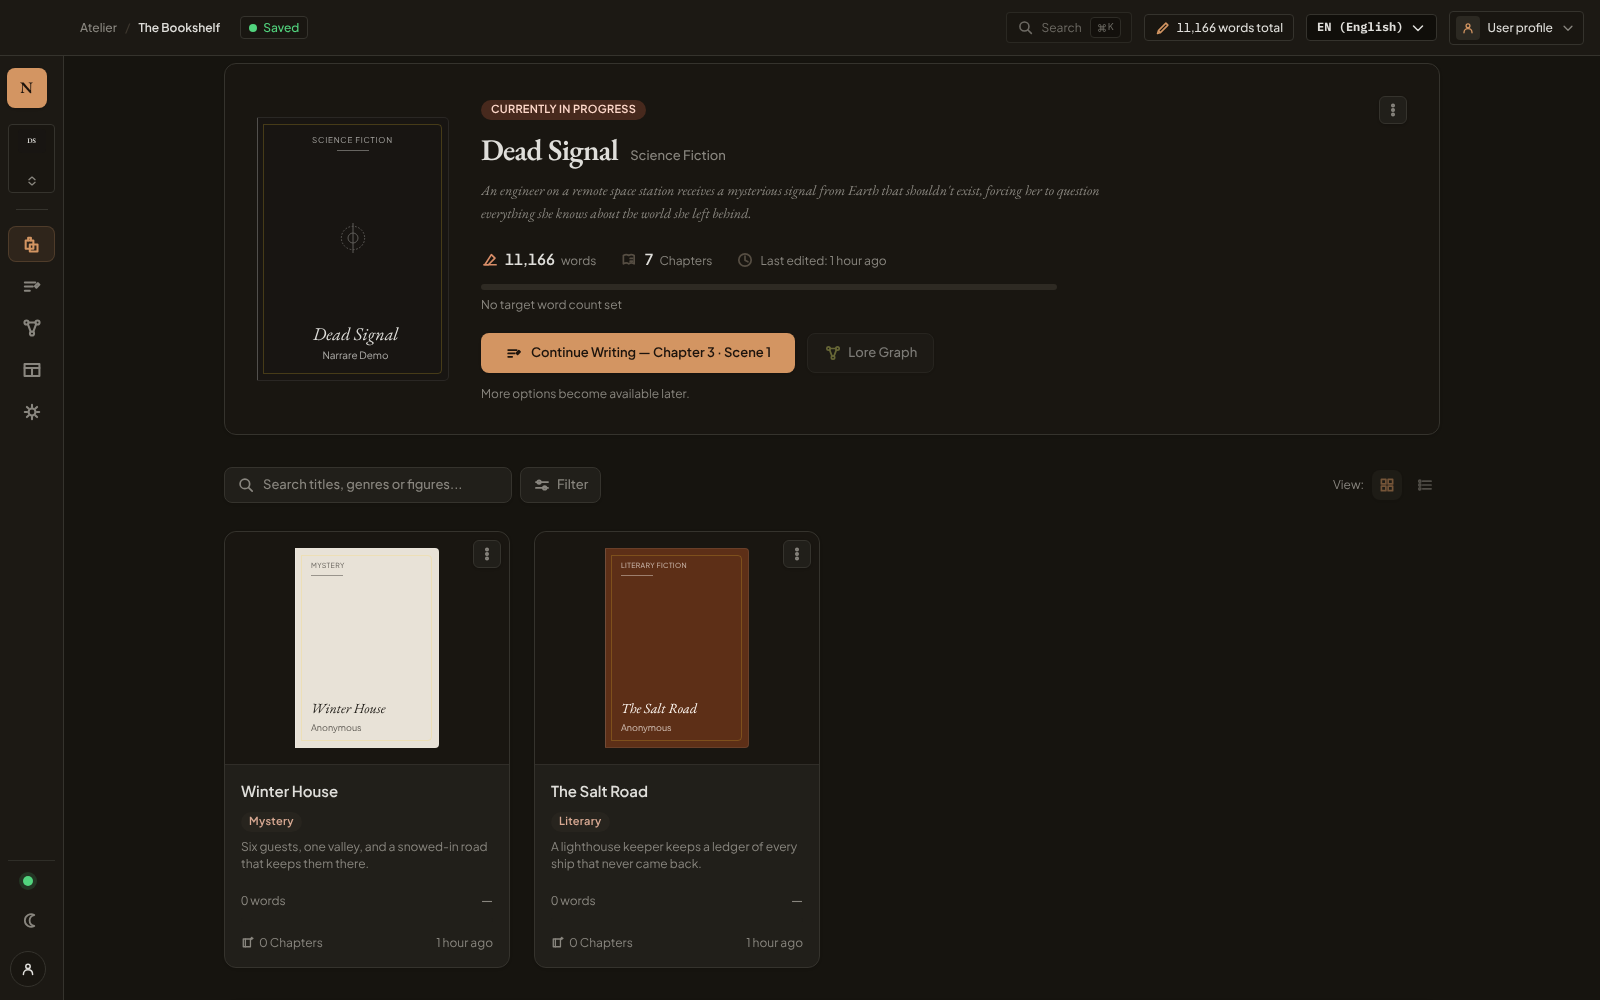 Atelier / The Bookshelf
Saved
Search ⌘K
11,166 words total
EN (English)
User profile
N
DS
SCIENCE FICTION
Dead Signal
Narrare Demo
CURRENTLY IN PROGRESS
Dead Signal Science Fiction
An engineer on a remote space station receives a mysterious signal from Earth that shouldn't exist, forcing her to question
everything she knows about the world she left behind.
11,166 words 7 Chapters Last edited: 1 hour ago
No target word count set
Continue Writing — Chapter 3 · Scene 1
Lore Graph
More options become available later.
Search titles, genres or figures...
Filter
View:
MYSTERY
Winter House
Anonymous
Winter House
Mystery
Six guests, one valley, and a snowed-in road
that keeps them there.
0 words —
0 Chapters 1 hour ago
LITERARY FICTION
The Salt Road
Anonymous
The Salt Road
Literary
A lighthouse keeper keeps a ledger of every
ship that never came back.
0 words —
0 Chapters 1 hour ago